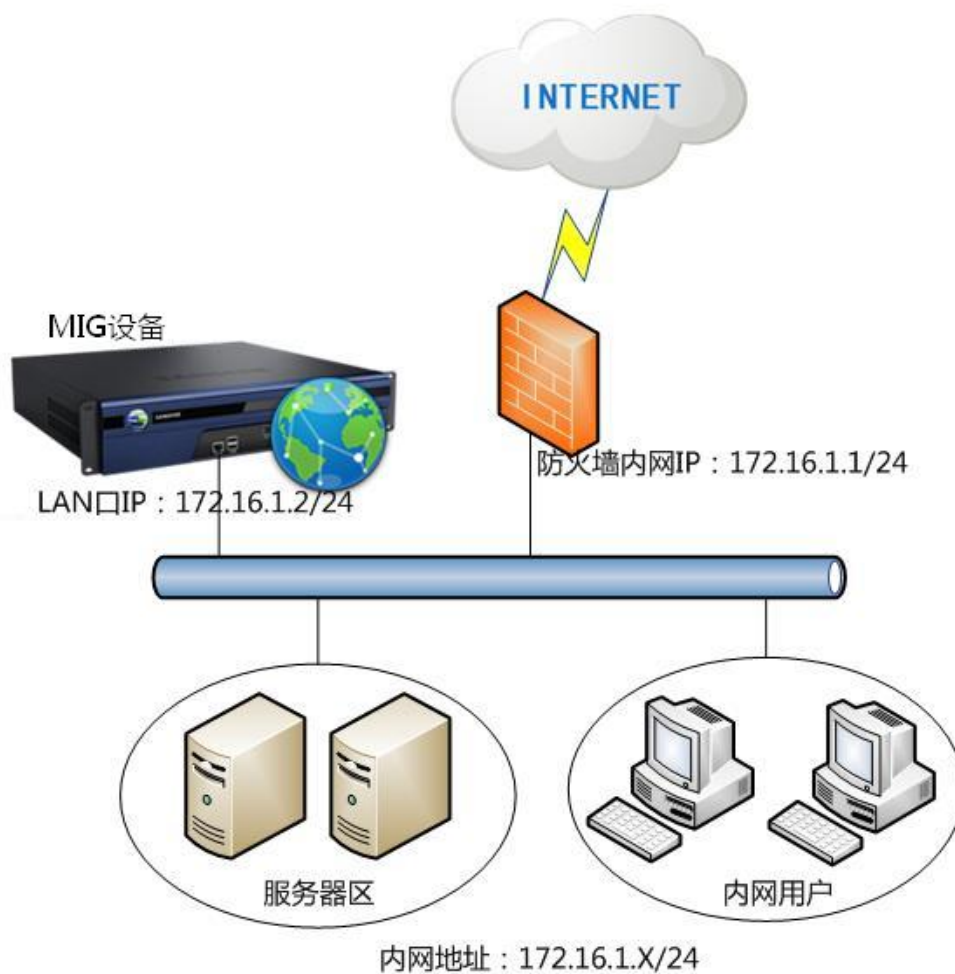 INTERNET
MIG设备
防火墙内网IP：172.16.1.1/24
LAN口IP：172.16.1.2/24
服务器区
内网用户
内网地址：172.16.1.X/24